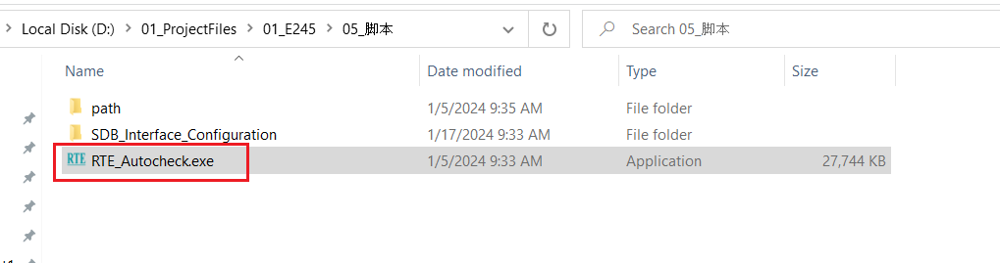 Local Disk (D:) > 01_ProjectFiles > 01_E245 > 05_脚本
Search 05_脚本
Name Date modified Type Size
path 1/5/2024 9:35 AM File folder
SDB_Interface_Configuration 1/17/2024 9:33 AM File folder
RTE RTE_Autocheck.exe 1/5/2024 9:33 AM Application 27,744 KB